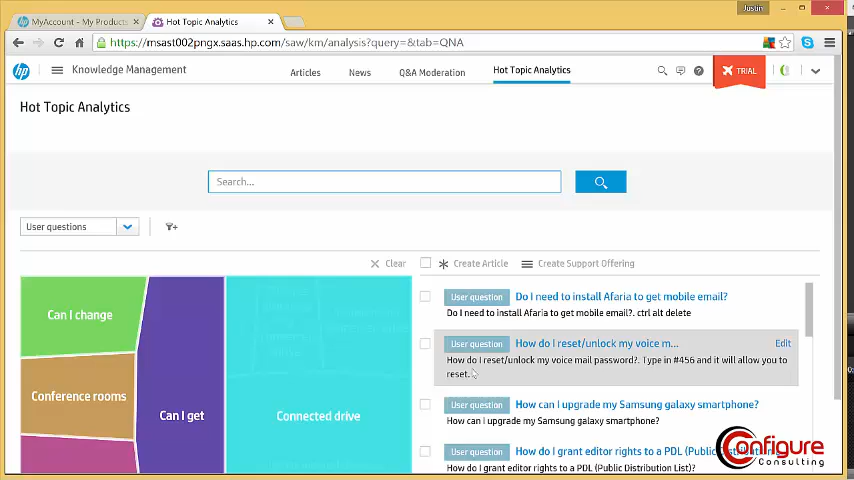 Justin
MyAccount - My Products
Hot Topic Analytics
https://msast002pngx.saas.hp.com/saw/km/analysis?query=&tab=QNA
hp
Knowledge Management
Articles
News
Q&A Moderation
Hot Topic Analytics
TRIAL
Hot Topic Analytics
Search...
User questions
Clear
Create Article
Create Support Offering
Can I change
Conference rooms
Can I get
Connected drive
User question
Do I need to install Afaria to get mobile email?
Do I need to install Afaria to get mobile email?. ctrl alt delete
User question
How do I reset/unlock my voice m...
Edit
How do I reset/unlock my voice mail password?. Type in #456 and it will allow you to
reset.
User question
How can I upgrade my Samsung galaxy smartphone?
How can I upgrade my Samsung galaxy smartphone?
User question
How do I grant editor rights to a PDL (Public
How do I grant editor rights to a PDL (Public Distribution List)?
Configure
Consulting